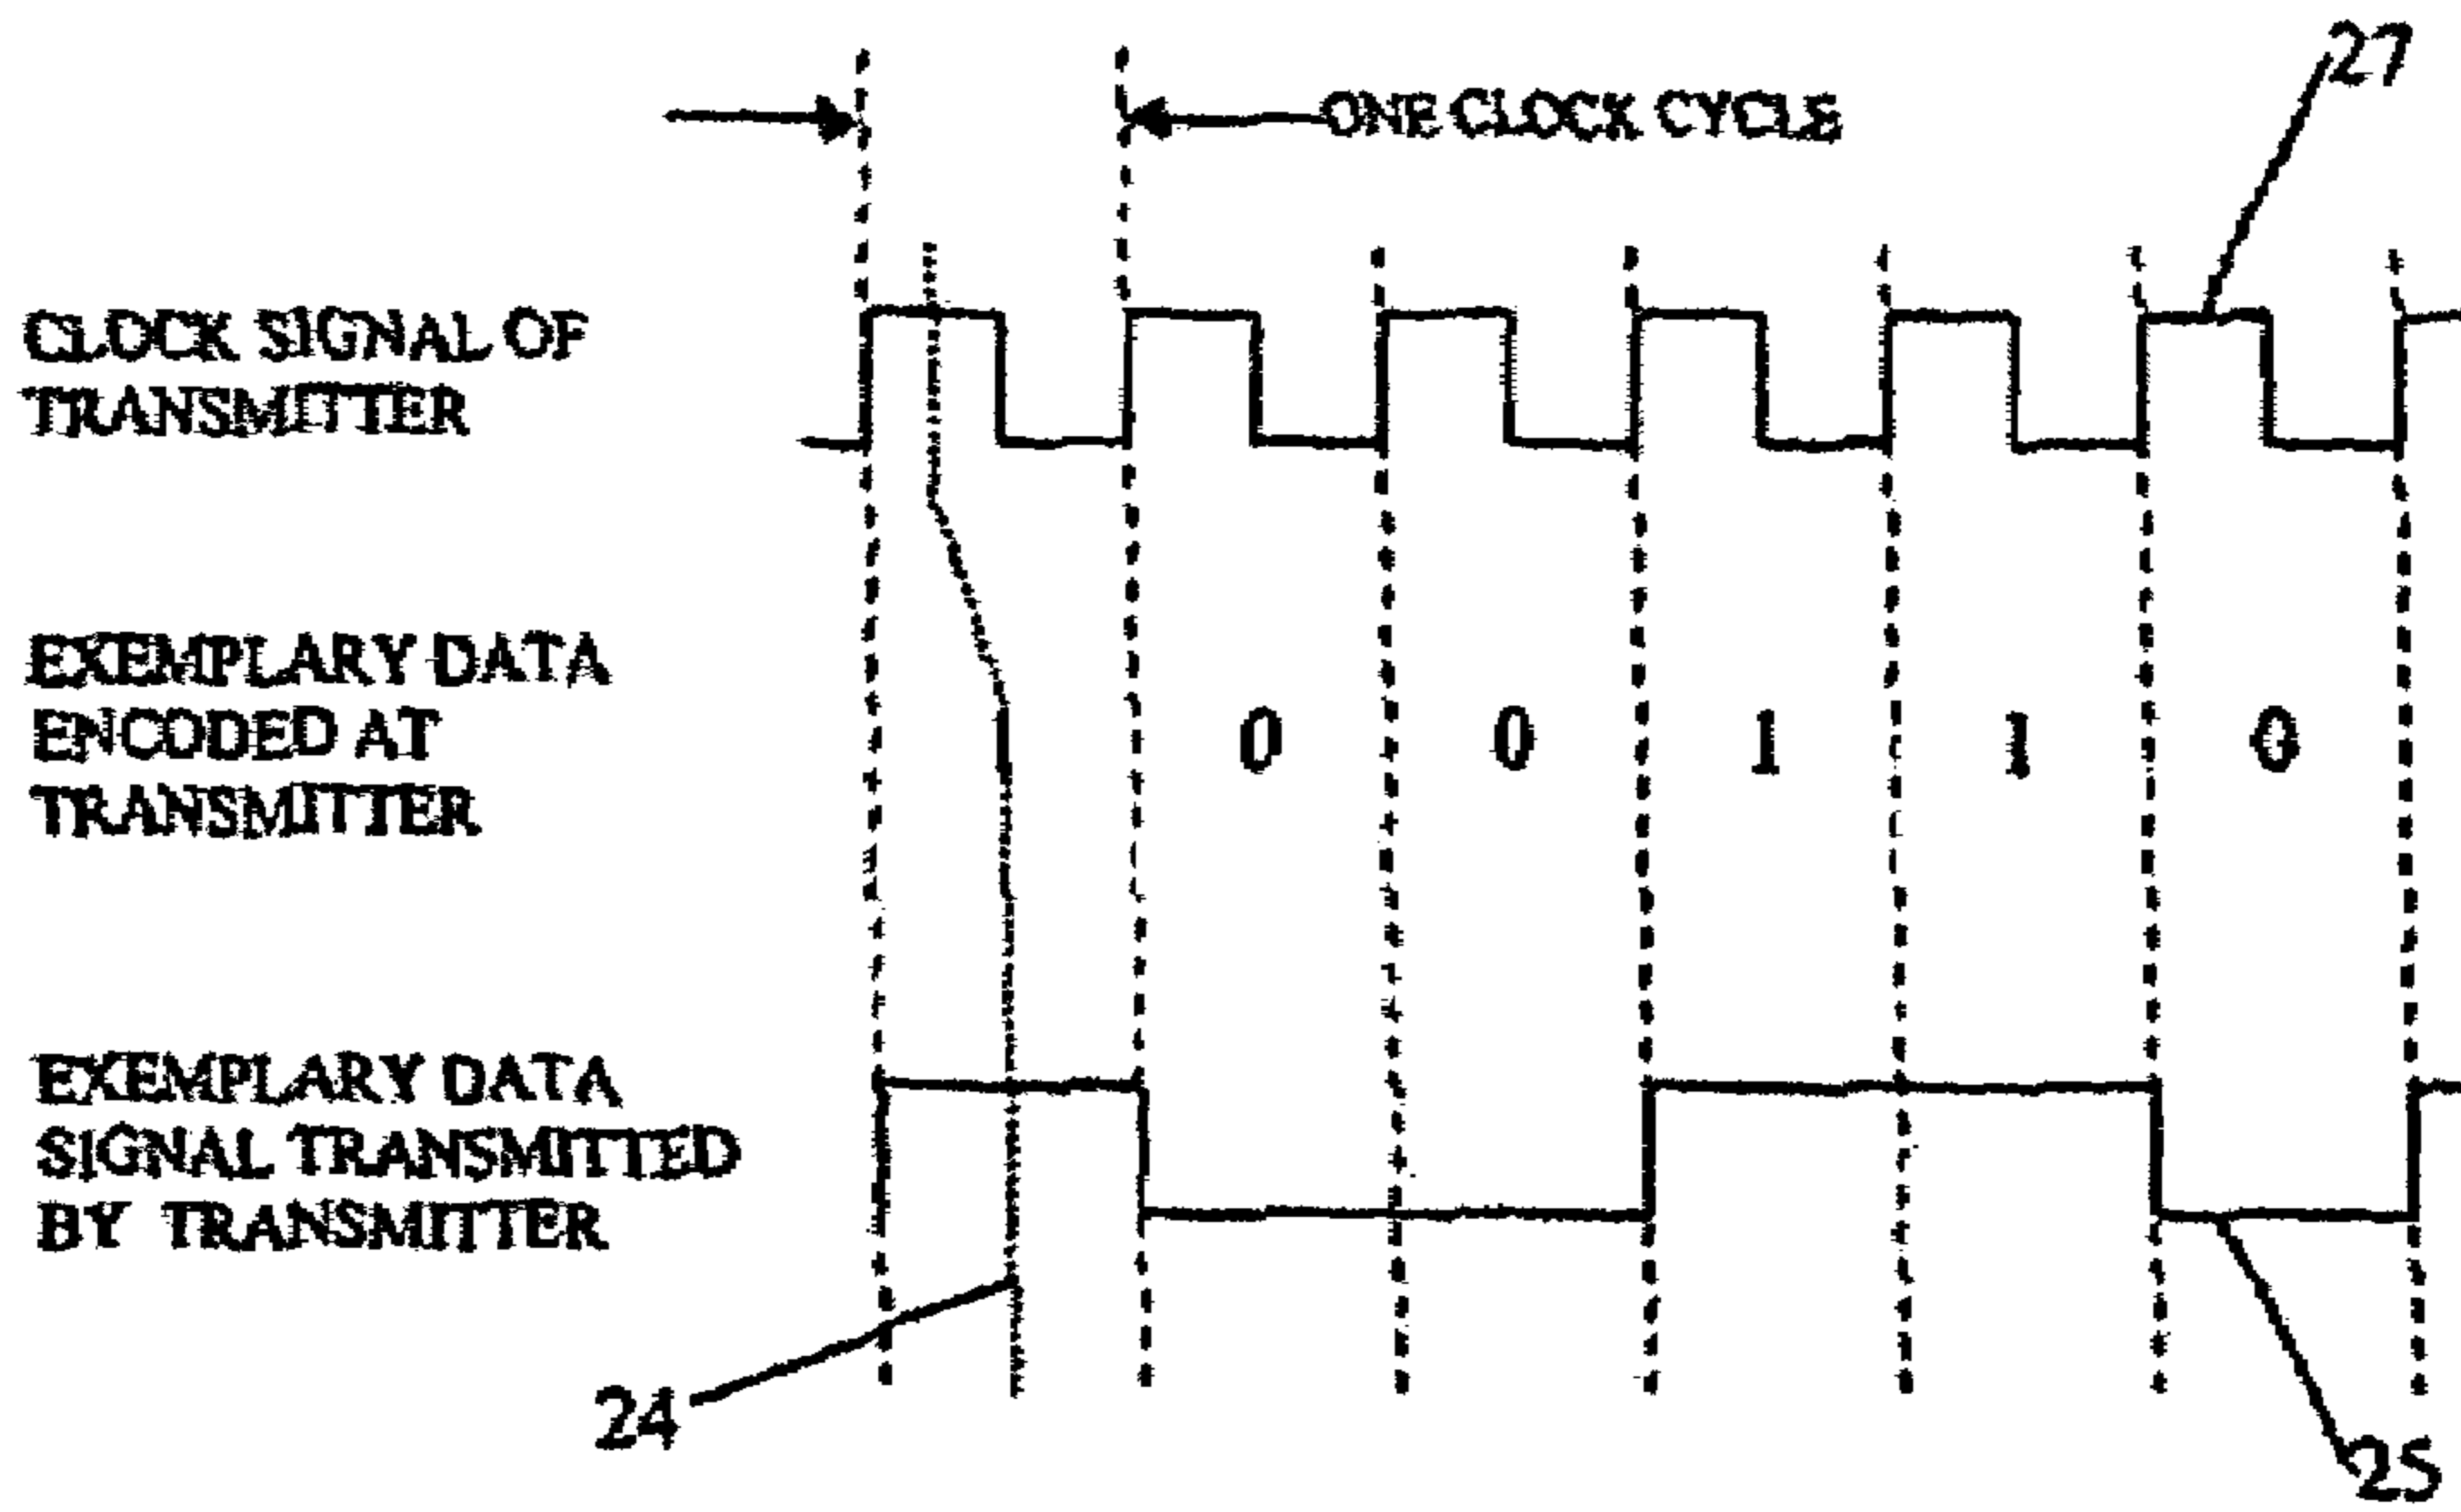 27
ONE CLOCK CYCLE
CLOCK SIGNAL OF
TRANSMITTER
EXEMPLARY DATA
ENCODED AT
TRANSMITTER
1 0 0 1 1 0
EXEMPLARY DATA
SIGNAL TRANSMITTED
BY TRANSMITTER
24
25